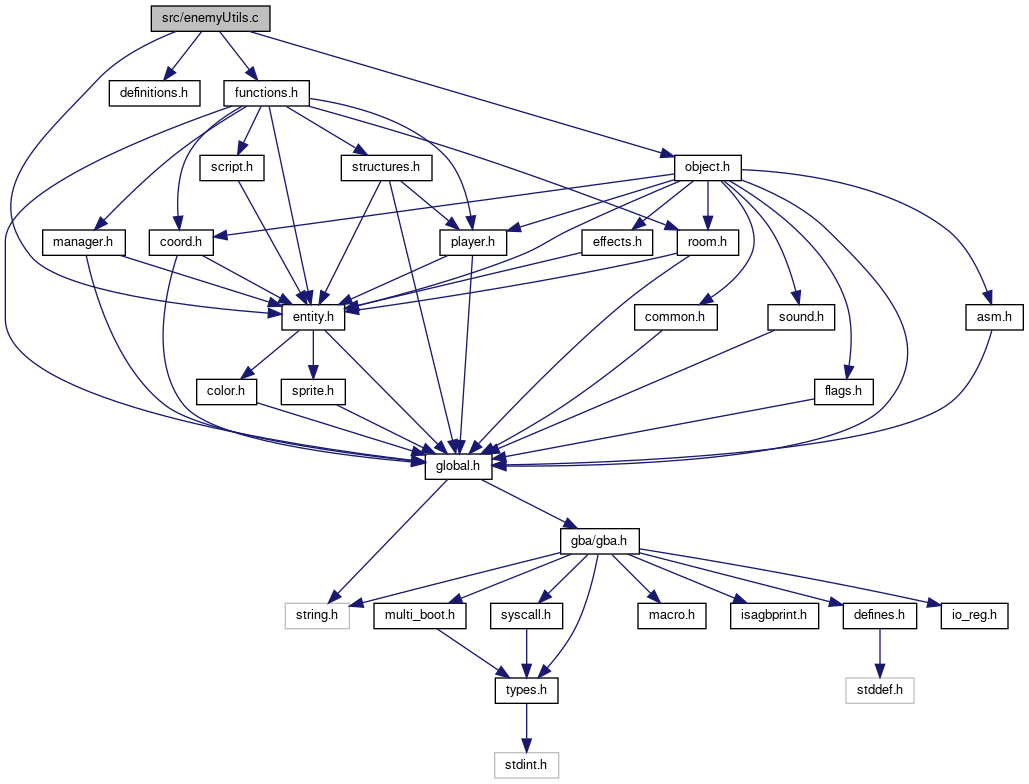 src/enemyUtils.c
definitions.h
functions.h
script.h
structures.h
object.h
manager.h
coord.h
player.h
effects.h
room.h
entity.h
common.h
sound.h
asm.h
color.h
sprite.h
flags.h
global.h
gba/gba.h
string.h
multi_boot.h
syscall.h
macro.h
isagbprint.h
defines.h
io_reg.h
types.h
stddef.h
stdint.h